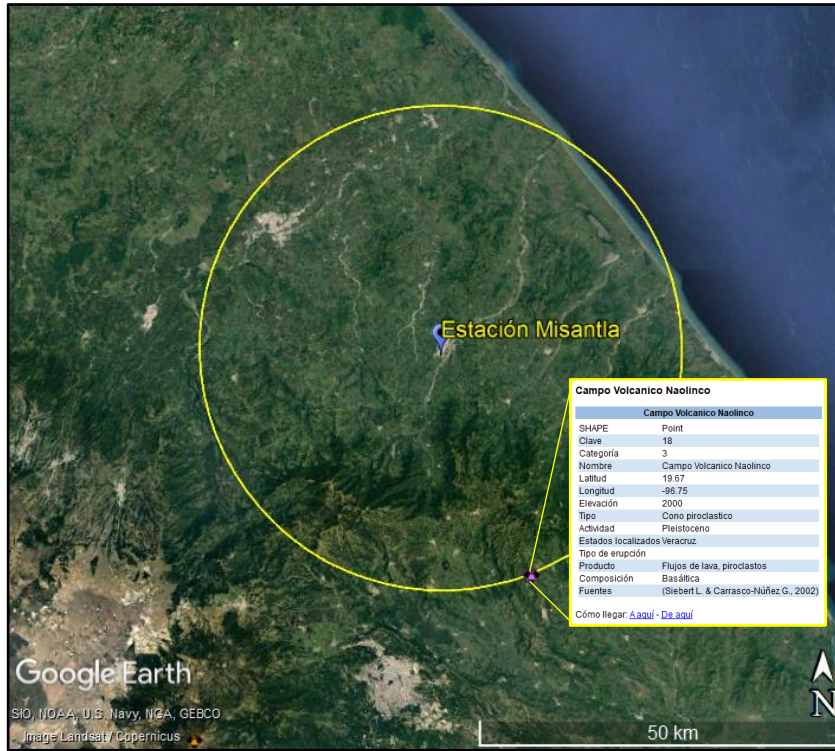 Estación Misantla
Campo Volcanico Naolinco
Campo Volcanico Naolinco
SHAPE Point
Clave 18
Categoría 3
Nombre Campo Volcanico Naolinco
Latitud 19.67
Longitud -96.75
Elevación 2000
Tipo Cono piroclastico
Actividad Pleistoceno
Estados localizados Veracruz
Tipo de erupción
Producto Flujos de lava, piroclastos
Composición Basáltica
Fuentes (Siebert L. & Carrasco-Núñez G., 2002)
Cómo llegar: A aquí - De aquí
Google Earth
SIO, NOAA, U.S. Navy, NGA, GEBCO
Image Landsat / Copernicus
50 km
N